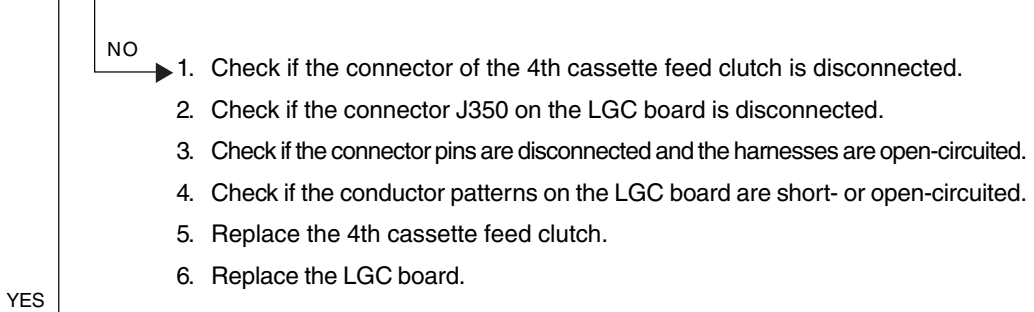 NO
1. Check if the connector of the 4th cassette feed clutch is disconnected.
2. Check if the connector J350 on the LGC board is disconnected.
3. Check if the connector pins are disconnected and the harnesses are open-circuited.
4. Check if the conductor patterns on the LGC board are short- or open-circuited.
5. Replace the 4th cassette feed clutch.
6. Replace the LGC board.
YES